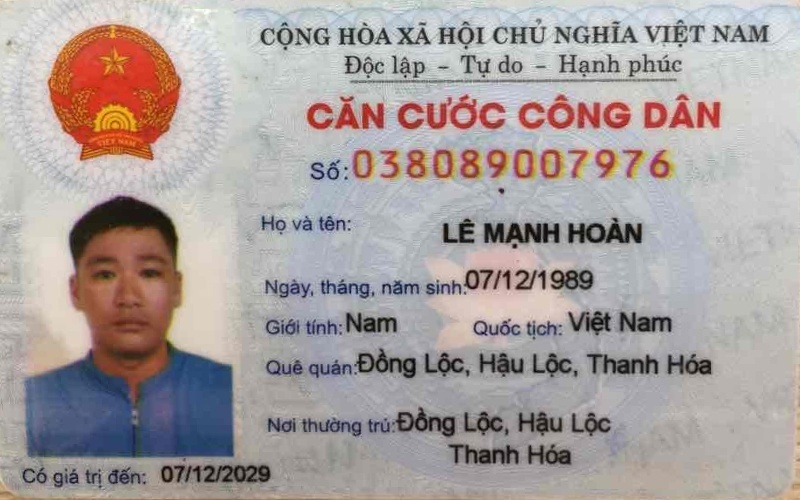 CỘNG HÒA XÃ HỘI CHỦ NGHĨA VIỆT NAM
Độc lập - Tự do - Hạnh phúc
CĂN CƯỚC CÔNG DÂN
Số: 038089007976
Họ và tên: LÊ MẠNH HOÀN
Ngày, tháng, năm sinh: 07/12/1989
Giới tính: Nam Quốc tịch: Việt Nam
Quê quán: Đồng Lộc, Hậu Lộc, Thanh Hóa
Nơi thường trú: Đồng Lộc, Hậu Lộc
Thanh Hóa
Có giá trị đến: 07/12/2029
VIỆT NAM